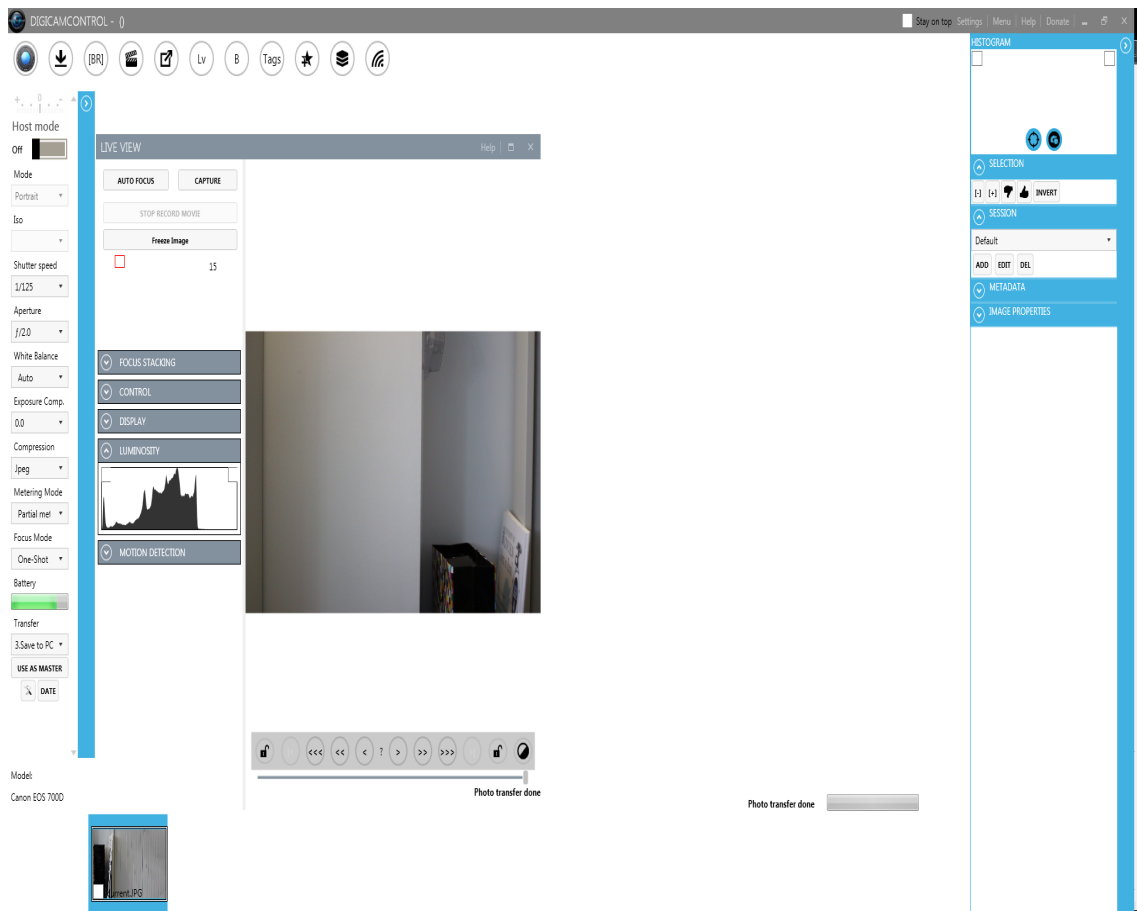 DIGICAMCONTROL - {}
Stay on top Settings | Menu | Help | Donate
[BR] Lv B Tags
+ . . 0 . . -
Host mode
Off
Mode
Portrait
Iso
Shutter speed
1/125
Aperture
ƒ/2.0
White Balance
Auto
Exposure Comp.
0.0
Compression
Jpeg
Metering Mode
Partial met
Focus Mode
One-Shot
Battery
Transfer
3.Save to PC
USE AS MASTER
DATE
Model:
Canon EOS 700D
LIVE VIEW
Help
AUTO FOCUS
CAPTURE
STOP RECORD MOVIE
Freeze Image
15
FOCUS STACKING
CONTROL
DISPLAY
LUMINOSITY
MOTION DETECTION
<<< << < ? > >> >>>
Photo transfer done
Photo transfer done
current.JPG
HISTOGRAM
SELECTION
[-] [+] INVERT
SESSION
Default
ADD EDIT DEL
METADATA
IMAGE PROPERTIES